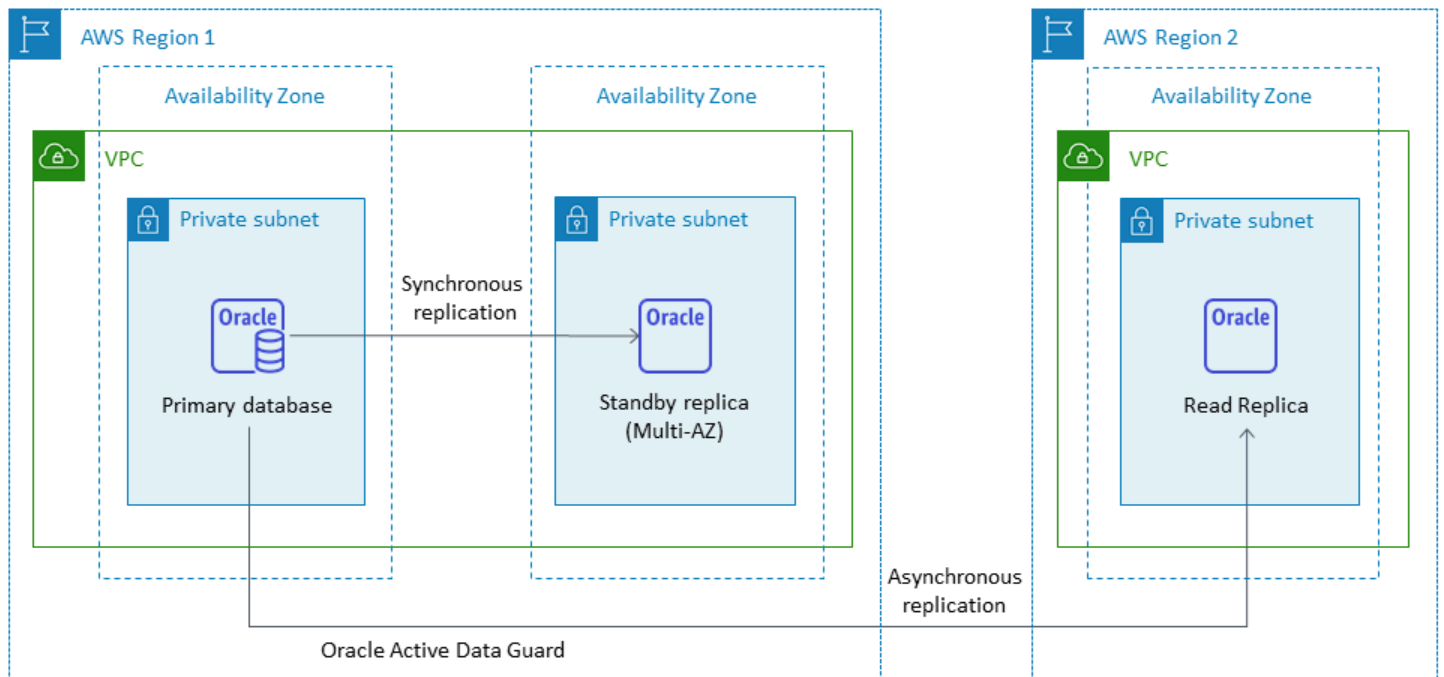 AWS Region 1
AWS Region 2
Availability Zone
Availability Zone
Availability Zone
VPC
VPC
Private subnet
Private subnet
Private subnet
Synchronous
replication
Oracle
Oracle
Oracle
Primary database
Standby replica
(Multi-AZ)
Read Replica
Asynchronous
replication
Oracle Active Data Guard